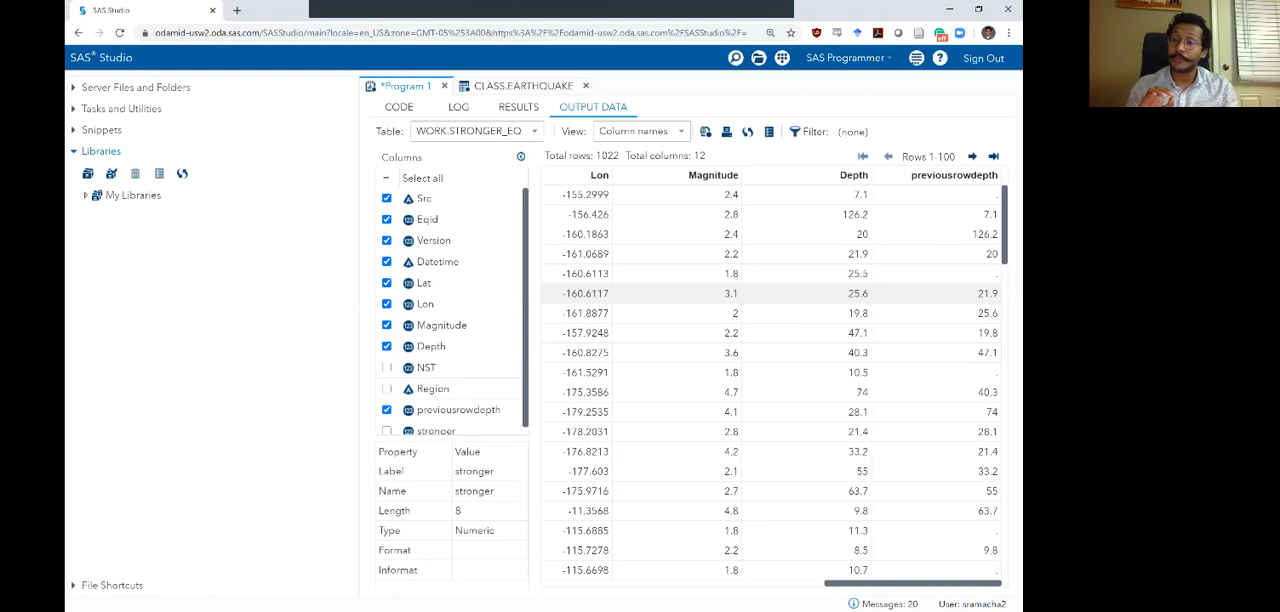 SAS Studio
odamid-usw2.oda.sas.com/SASStudio/main?locale=en_US&zone=GMT-05%253A00&https%3A%2F%2Fodamid-usw2.oda.sas.com%2FSASStudio%2F=
off
SAS® Studio
SAS Programmer
Sign Out
Server Files and Folders
Tasks and Utilities
Snippets
Libraries
My Libraries
File Shortcuts
*Program 1
CLASS.EARTHQUAKE
CODE LOG RESULTS OUTPUT DATA
Table: WORK.STRONGER_EQ View: Column names Filter: (none)
Columns
Total rows: 1022 Total columns: 12
Rows 1-100
Select all
Src
Eqid
Version
Datetime
Lat
Lon
Magnitude
Depth
NST
Region
previousrowdepth
stronger
Property Value
Label stronger
Name stronger
Length 8
Type Numeric
Format
Informat
Lon Magnitude Depth previousrowdepth
-155.2999 2.4 7.1 .
-156.426 2.8 126.2 7.1
-160.1863 2.4 20 126.2
-161.0689 2.2 21.9 20
-160.6113 1.8 25.5 .
-160.6117 3.1 25.6 21.9
-161.8877 2 19.8 25.6
-157.9248 2.2 47.1 19.8
-160.8275 3.6 40.3 47.1
-161.5291 1.8 10.5 .
-175.3586 4.7 74 40.3
-179.2535 4.1 28.1 74
-178.2031 2.8 21.4 28.1
-176.8213 4.2 33.2 21.4
-177.603 2.1 55 33.2
-175.9716 2.7 63.7 55
-11.3568 4.8 9.8 63.7
-115.6885 1.8 11.3 .
-115.7278 2.2 8.5 9.8
-115.6698 1.8 10.7 .
Messages: 20 User: sramacha2